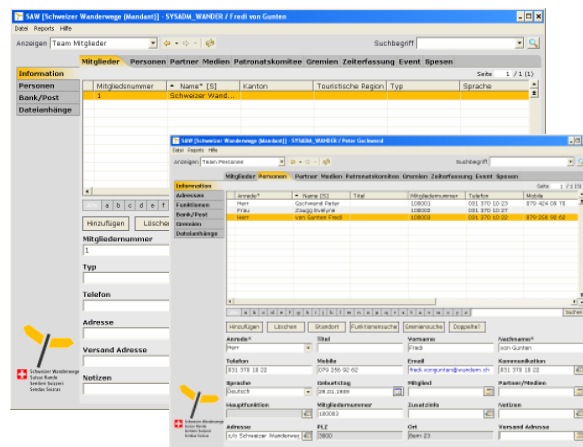 SAW [Schweizer Wanderwege (Mandant)] - SYSADM_WANDER / Fredi von Gunten
Datei Reports Hilfe
Anzeigen Team Mitglieder Suchbegriff
Mitglieder Personen Partner Medien Patronatskomitee Gremien Zeiterfassung Event Spesen
Information Seite 1 / 1 (1)
Personen Mitgliedsnummer Name* [S] Kanton Touristische Region Typ Sprache
Bank/Post 1 Schweizer Wand...
Dateianhänge
a b c d e f
Hinzufügen Lösche
Mitgliedernummer
1
Typ
Telefon
Adresse
Versand Adresse
Notizen
Schweizer Wanderwege
Suisse Rando
Sentieri Svizzeri
Sendas Svizras
SAW [Schweizer Wanderwege (Mandant)] - SYSADM_WANDER / Peter Gschwend
Datei Reports Hilfe
Anzeigen Team Personen Suchbegriff
Mitglieder Personen Partner Medien Patronatskomitee Gremien Zeiterfassung Event Spesen
Information Seite
Adressen Anrede* Name [S] Titel Mitgliedernummer Telefon Mobile
Funktionen Herr Gschwend Peter 100001 031 370 10 23 079 424 09 70
Bank/Post Frau Zaugg Evelyne 100002 031 370 10 27
Gremien Herr von Gunten Fredi 100003 031 370 10 22 079 256 92 62
Dateianhänge
a b c d e f g h i j k l m n o p q r s t u v w x y z Suchen
Hinzufügen Löschen Standort Funktionensuche Gremiensuche Doppelte?
Anrede* Titel Vorname Nachname*
Herr Fredi von Gunten
Telefon Mobile Email Kommunikation
031 370 10 22 079 256 92 62 fredi.vongunten@wandern.ch 031 370 10 22
Sprache Geburtstag Mitglied Partner/Medien
Deutsch 29.01.1959
Hauptfunktion Mitgliedernummer Zusatzinfo Notizen
100003
Adresse PLZ Ort Versand Adresse
c/o Schweizer Wanderweg 3000 Bern 23